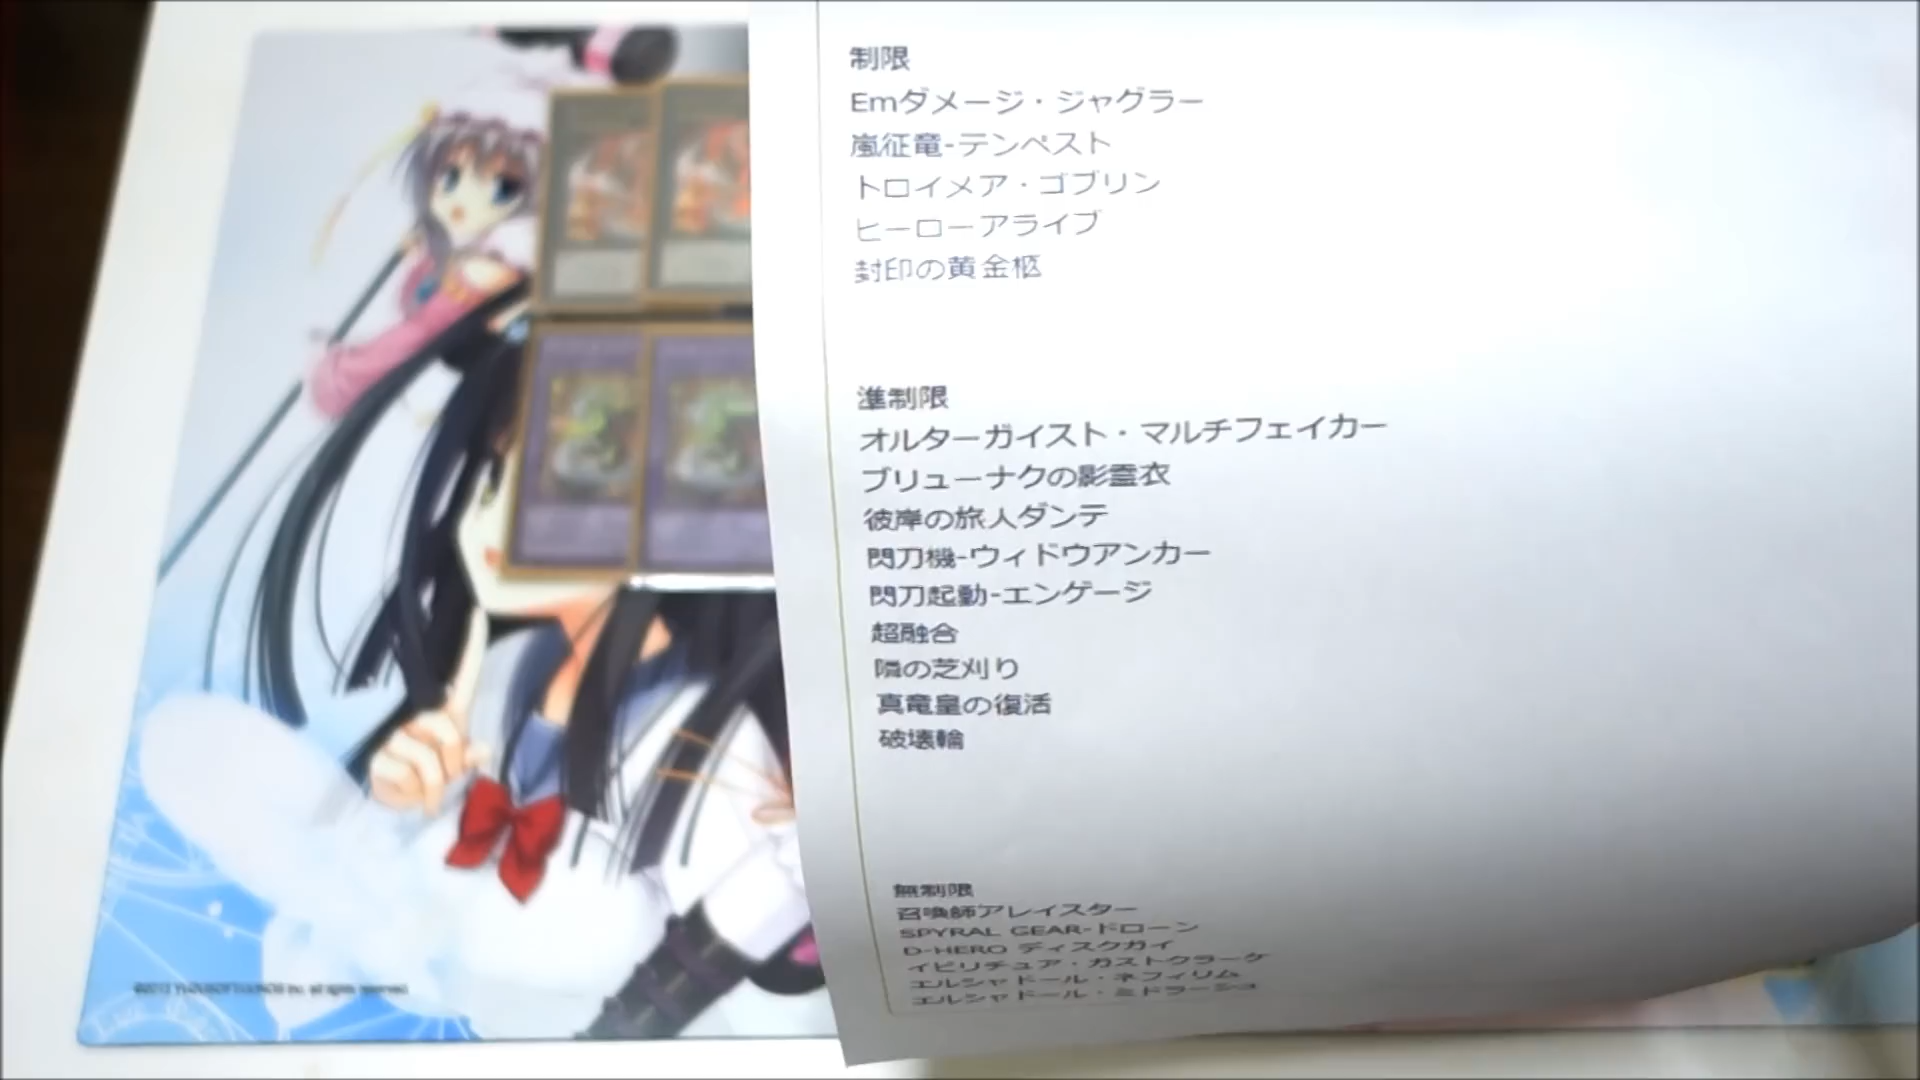 制限
Emダメージ・ジャグラー
嵐征竜-テンペスト
トロイメア・ゴブリン
ヒーローアライブ
封印の黄金櫃
準制限
オルターガイスト・マルチフェイカー
ブリューナクの影霊衣
彼岸の旅人ダンテ
閃刀機-ウィドウアンカー
閃刀起動-エンゲージ
超融合
隣の芝刈り
真竜皇の復活
破壊輪
無制限
召喚師アレイスター
SPYRAL GEAR-ドローン
D-HERO ディスクガイ
イビリチュア・ガストクラーケ
エルシャドール・ネフィリム
エルシャドール・ミドラーシュ